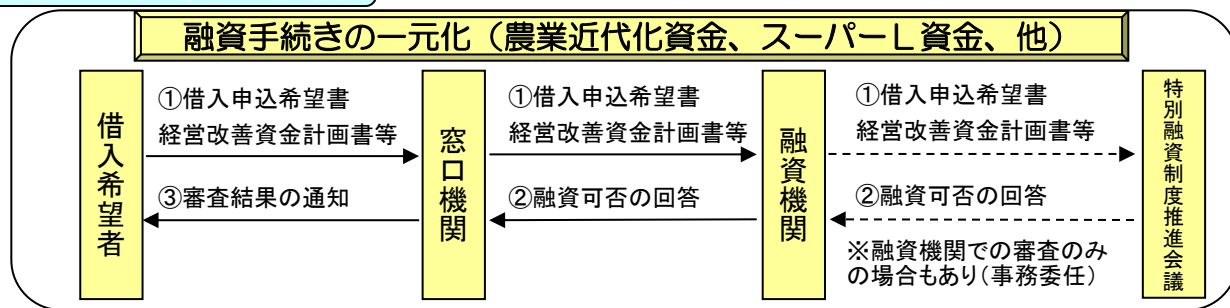 融資手続きの一元化（農業近代化資金、スーパーL資金、他）
借入希望者
①借入申込希望書
経営改善資金計画書等
③審査結果の通知
窓口機関
①借入申込希望書
経営改善資金計画書等
②融資可否の回答
融資機関
①借入申込希望書
経営改善資金計画書等
②融資可否の回答
※融資機関での審査のみ
の場合もあり（事務委任）
特別融資制度推進会議